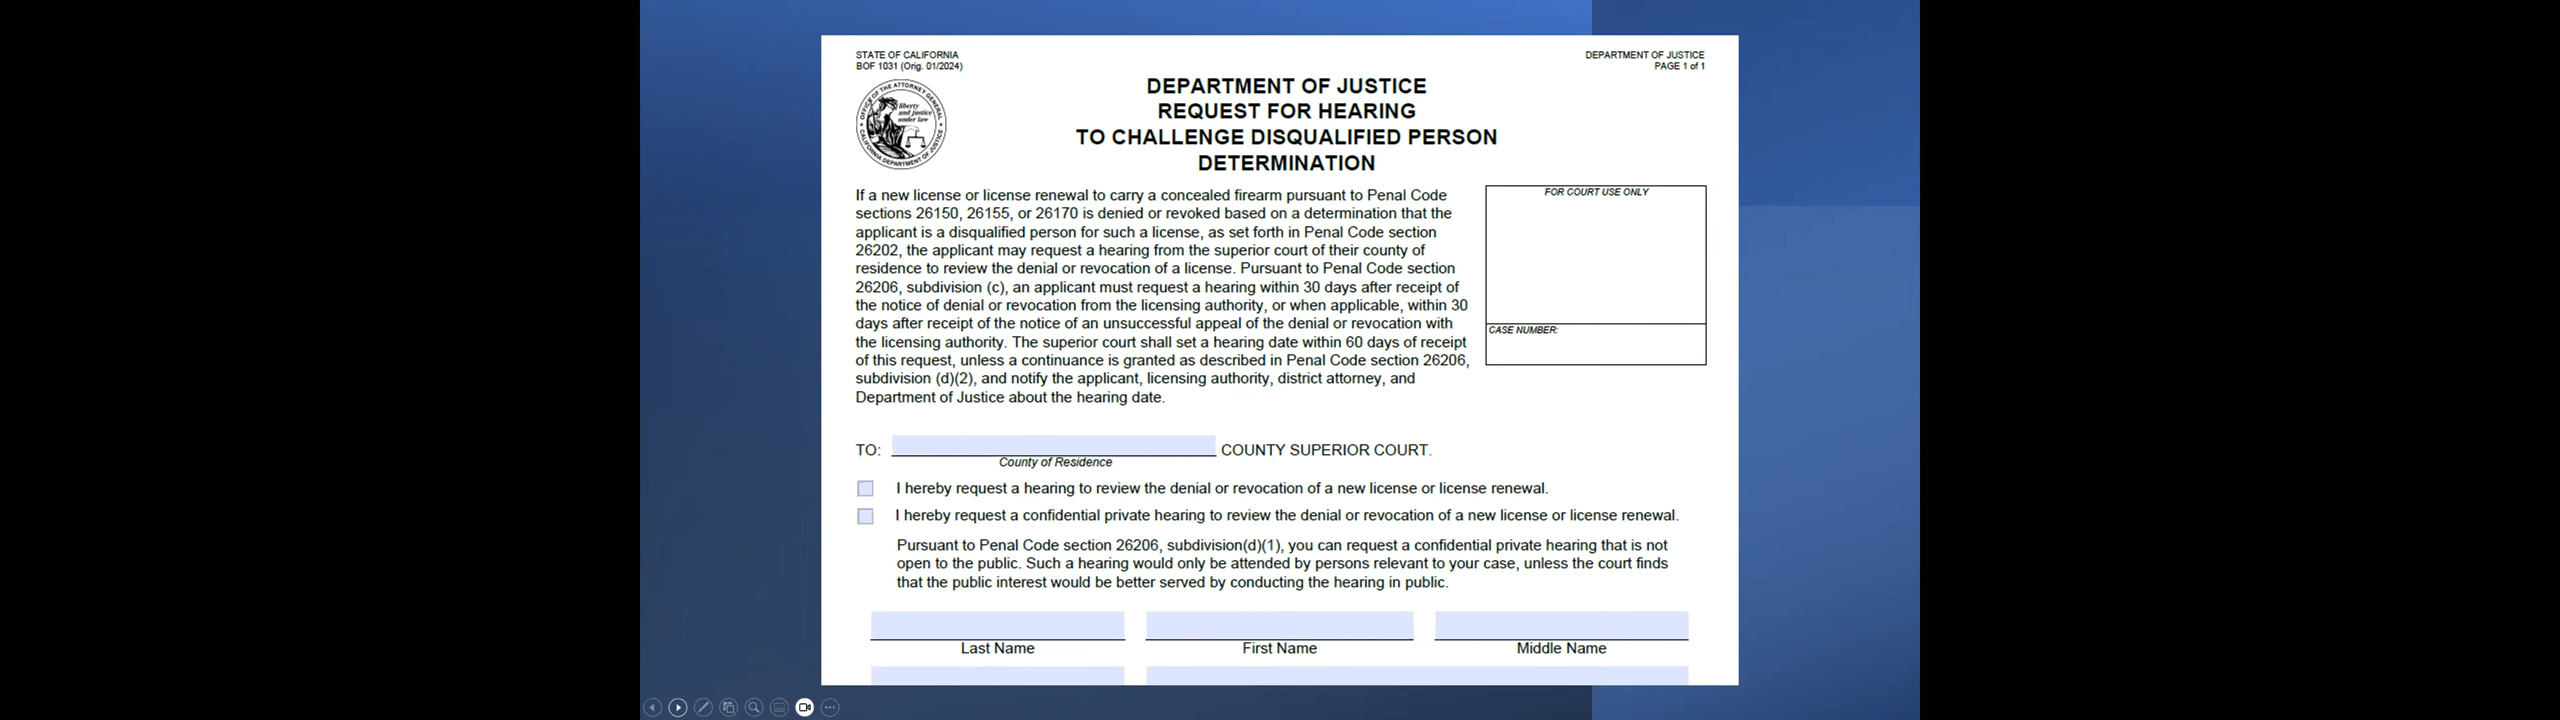 STATE OF CALIFORNIA
BOF 1031 (Orig. 01/2024)
DEPARTMENT OF JUSTICE
PAGE 1 of 1
OFFICE OF THE ATTORNEY GENERAL
CALIFORNIA DEPARTMENT OF JUSTICE
liberty
and justice
under law
DEPARTMENT OF JUSTICE
REQUEST FOR HEARING
TO CHALLENGE DISQUALIFIED PERSON
DETERMINATION
If a new license or license renewal to carry a concealed firearm pursuant to Penal Code
sections 26150, 26155, or 26170 is denied or revoked based on a determination that the
applicant is a disqualified person for such a license, as set forth in Penal Code section
26202, the applicant may request a hearing from the superior court of their county of
residence to review the denial or revocation of a license. Pursuant to Penal Code section
26206, subdivision (c), an applicant must request a hearing within 30 days after receipt of
the notice of denial or revocation from the licensing authority, or when applicable, within 30
days after receipt of the notice of an unsuccessful appeal of the denial or revocation with
the licensing authority. The superior court shall set a hearing date within 60 days of receipt
of this request, unless a continuance is granted as described in Penal Code section 26206,
subdivision (d)(2), and notify the applicant, licensing authority, district attorney, and
Department of Justice about the hearing date.
FOR COURT USE ONLY
CASE NUMBER:
TO: COUNTY SUPERIOR COURT.
County of Residence
I hereby request a hearing to review the denial or revocation of a new license or license renewal.
I hereby request a confidential private hearing to review the denial or revocation of a new license or license renewal.
Pursuant to Penal Code section 26206, subdivision(d)(1), you can request a confidential private hearing that is not
open to the public. Such a hearing would only be attended by persons relevant to your case, unless the court finds
that the public interest would be better served by conducting the hearing in public.
Last Name
First Name
Middle Name